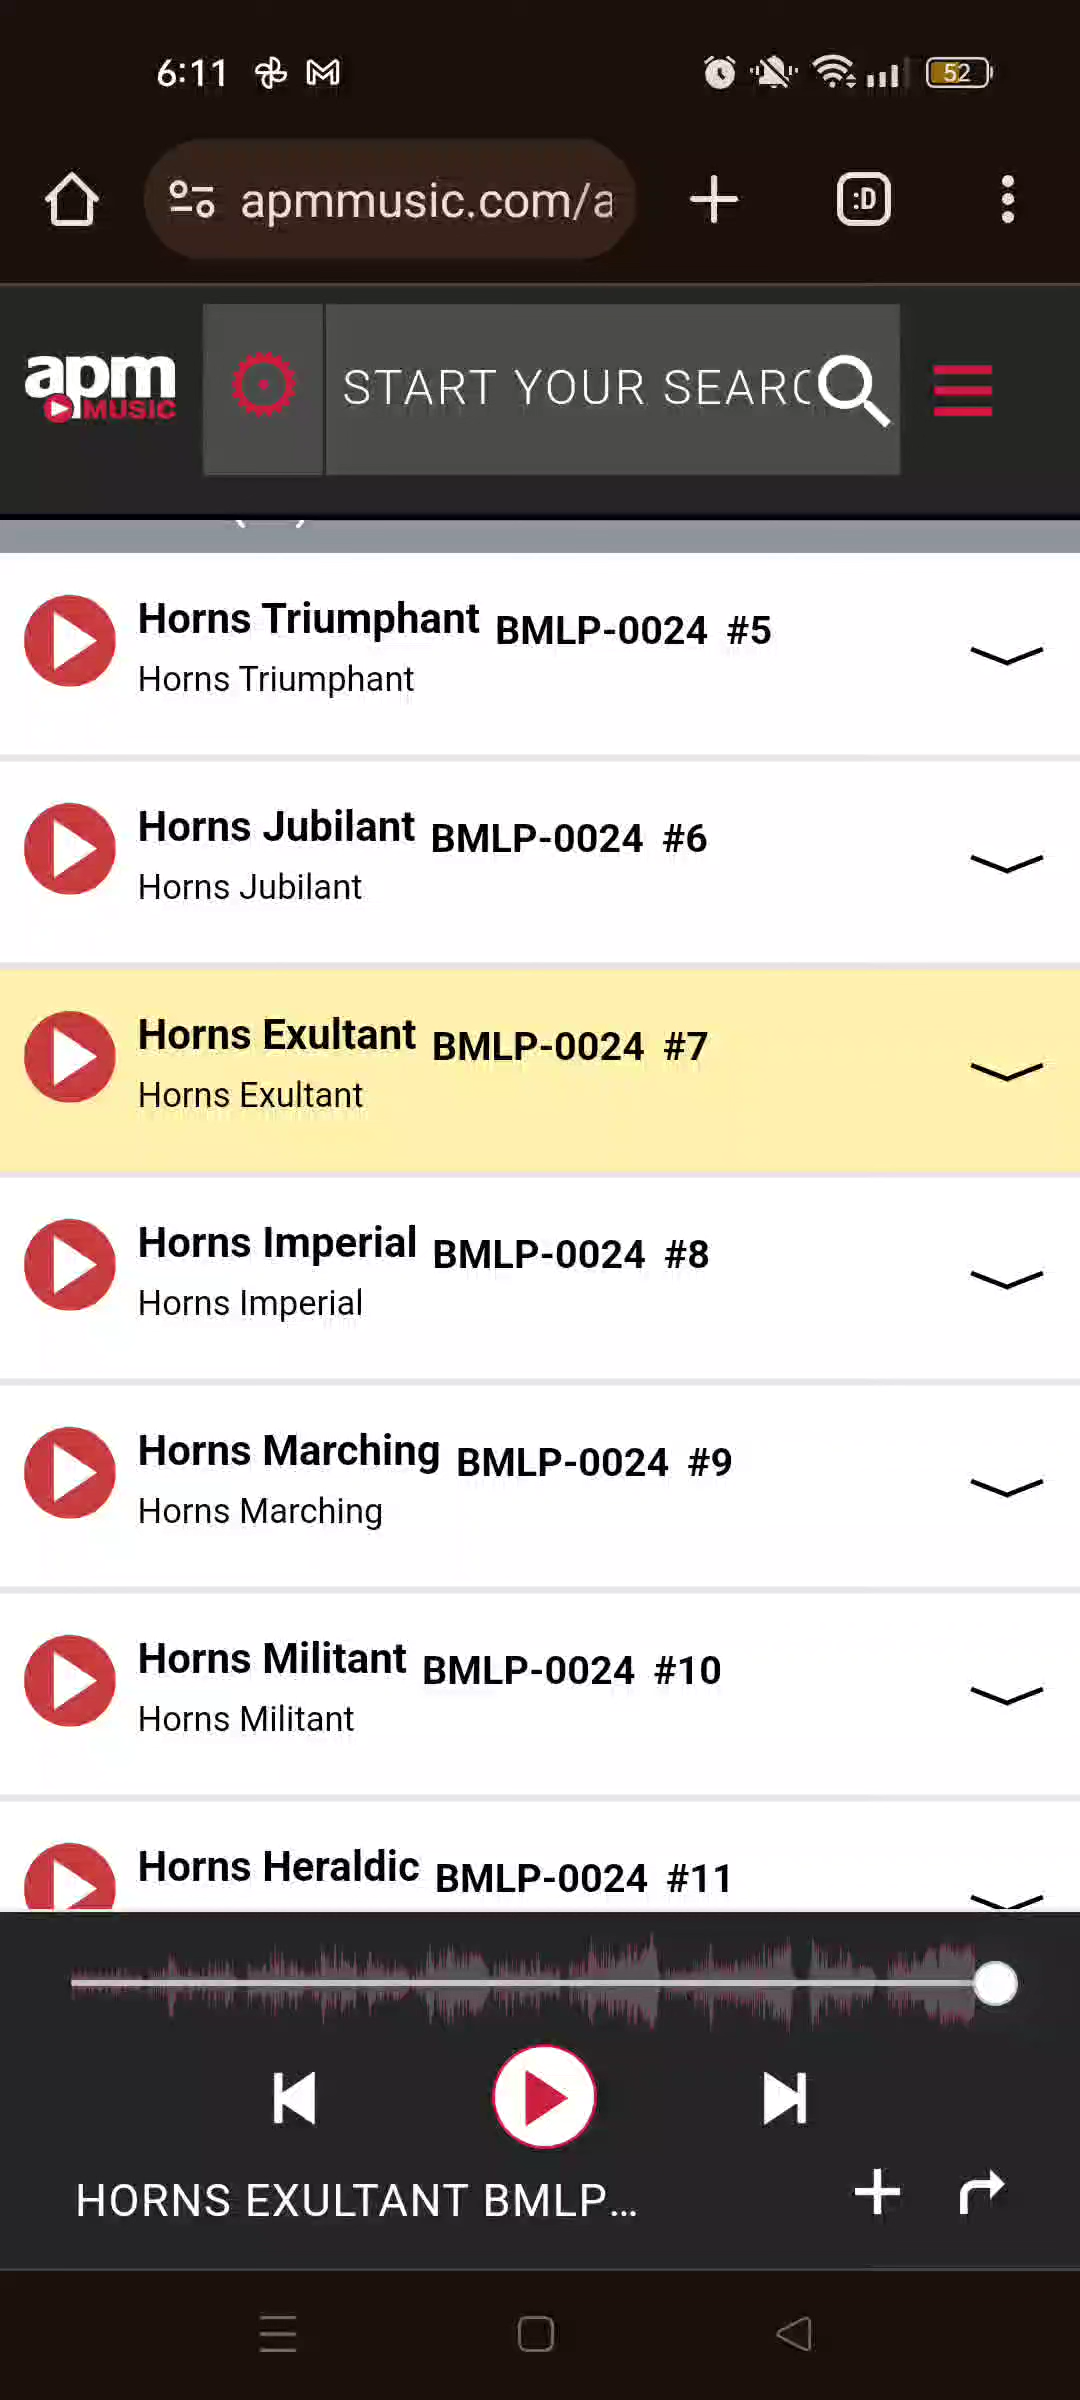 6:11
52
apmmusic.com/a
:D
apm
MUSIC
START YOUR SEARC
Horns Triumphant BMLP-0024 #5
Horns Triumphant
Horns Jubilant BMLP-0024 #6
Horns Jubilant
Horns Exultant BMLP-0024 #7
Horns Exultant
Horns Imperial BMLP-0024 #8
Horns Imperial
Horns Marching BMLP-0024 #9
Horns Marching
Horns Militant BMLP-0024 #10
Horns Militant
Horns Heraldic BMLP-0024 #11
HORNS EXULTANT BMLP...